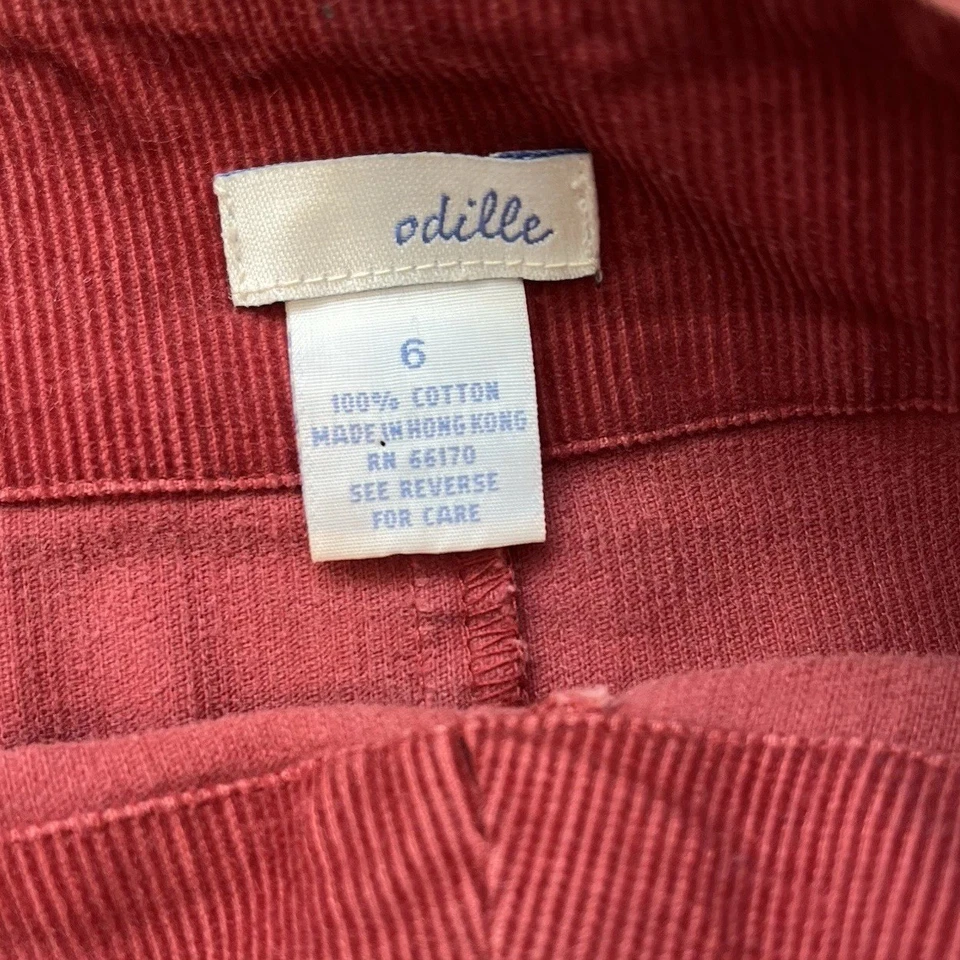 odille
6
100% COTTON
MADE IN HONG KONG
RN 66170
SEE REVERSE
FOR CARE